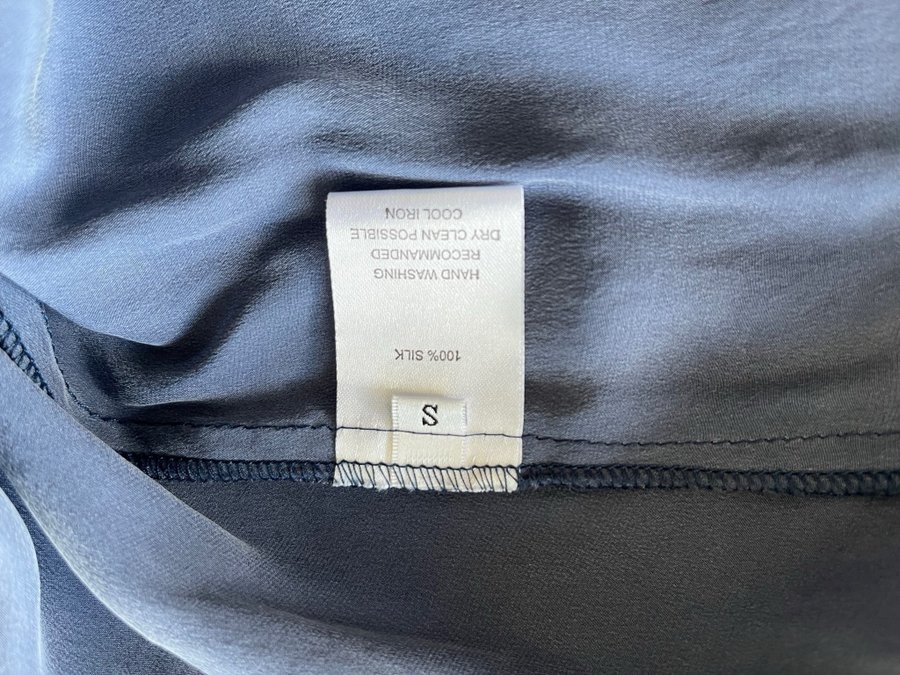 S
100% SILK
HAND WASHING
RECOMMANDED
DRY CLEAN POSSIBLE
COOL IRON